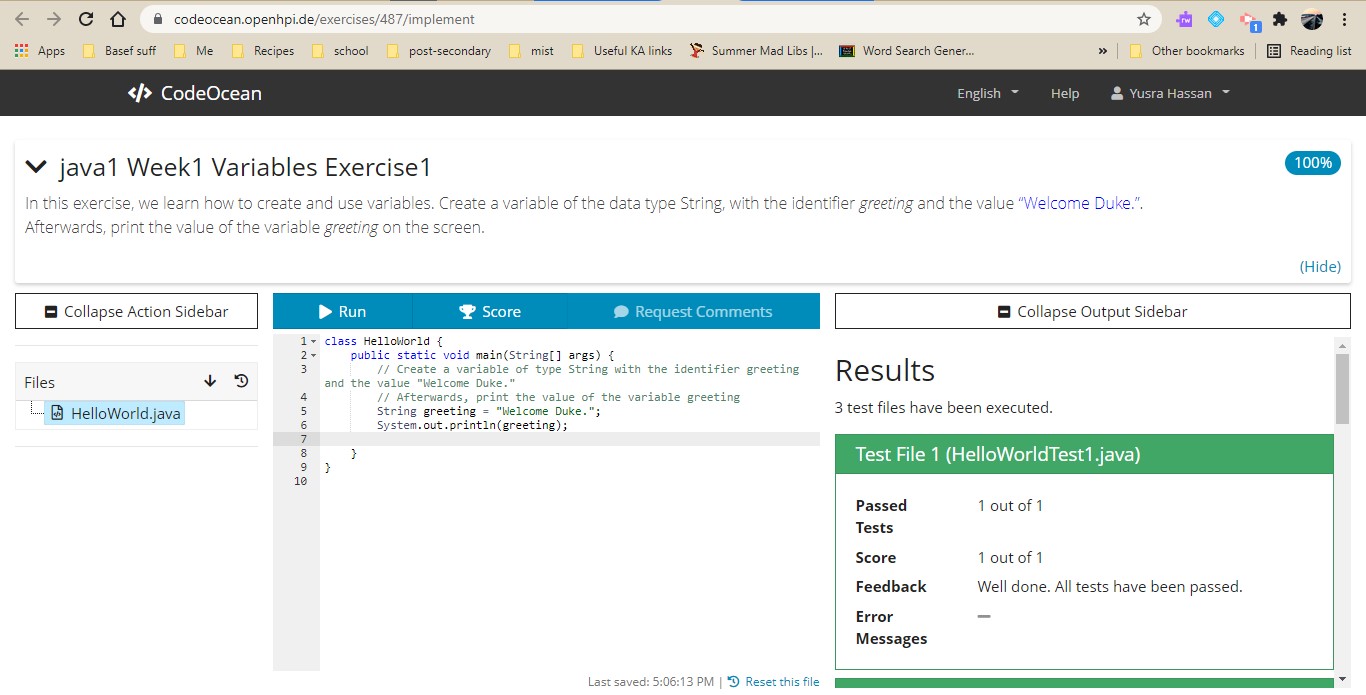 codeocean.openhpi.de/exercises/487/implement
1
Apps Basef suff Me Recipes school post-secondary mist Useful KA links Summer Mad Libs |... Word Search Gener... » Other bookmarks Reading list
</> CodeOcean English Help Yusra Hassan
java1 Week1 Variables Exercise1 100%
In this exercise, we learn how to create and use variables. Create a variable of the data type String, with the identifier greeting and the value “Welcome Duke.”.
Afterwards, print the value of the variable greeting on the screen.
(Hide)
Collapse Action Sidebar
Files
HelloWorld.java
Run Score Request Comments
1 class HelloWorld {
2 public static void main(String[] args) {
3 // Create a variable of type String with the identifier greeting
and the value "Welcome Duke."
4 // Afterwards, print the value of the variable greeting
5 String greeting = "Welcome Duke.";
6 System.out.println(greeting);
7
8 }
9 }
10
Last saved: 5:06:13 PM | Reset this file
Collapse Output Sidebar
Results
3 test files have been executed.
Test File 1 (HelloWorldTest1.java)
Passed Tests 1 out of 1
Score 1 out of 1
Feedback Well done. All tests have been passed.
Error Messages —